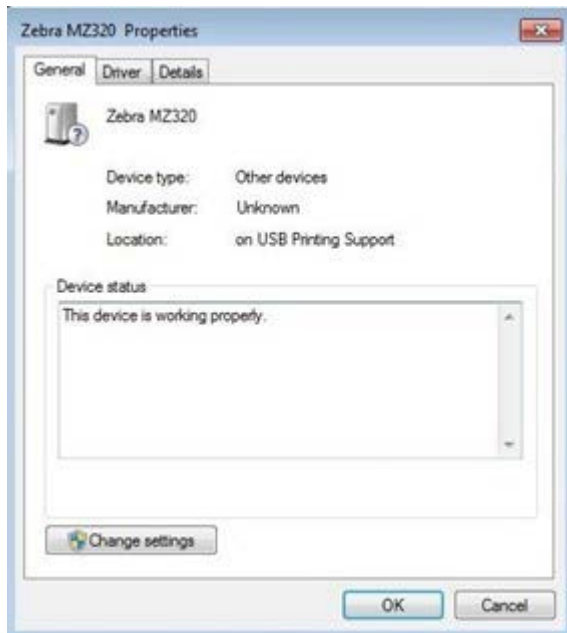 Zebra MZ320 Properties
General Driver Details
Zebra MZ320
Device type: Other devices
Manufacturer: Unknown
Location: on USB Printing Support
Device status
This device is working properly.
Change settings
OK Cancel